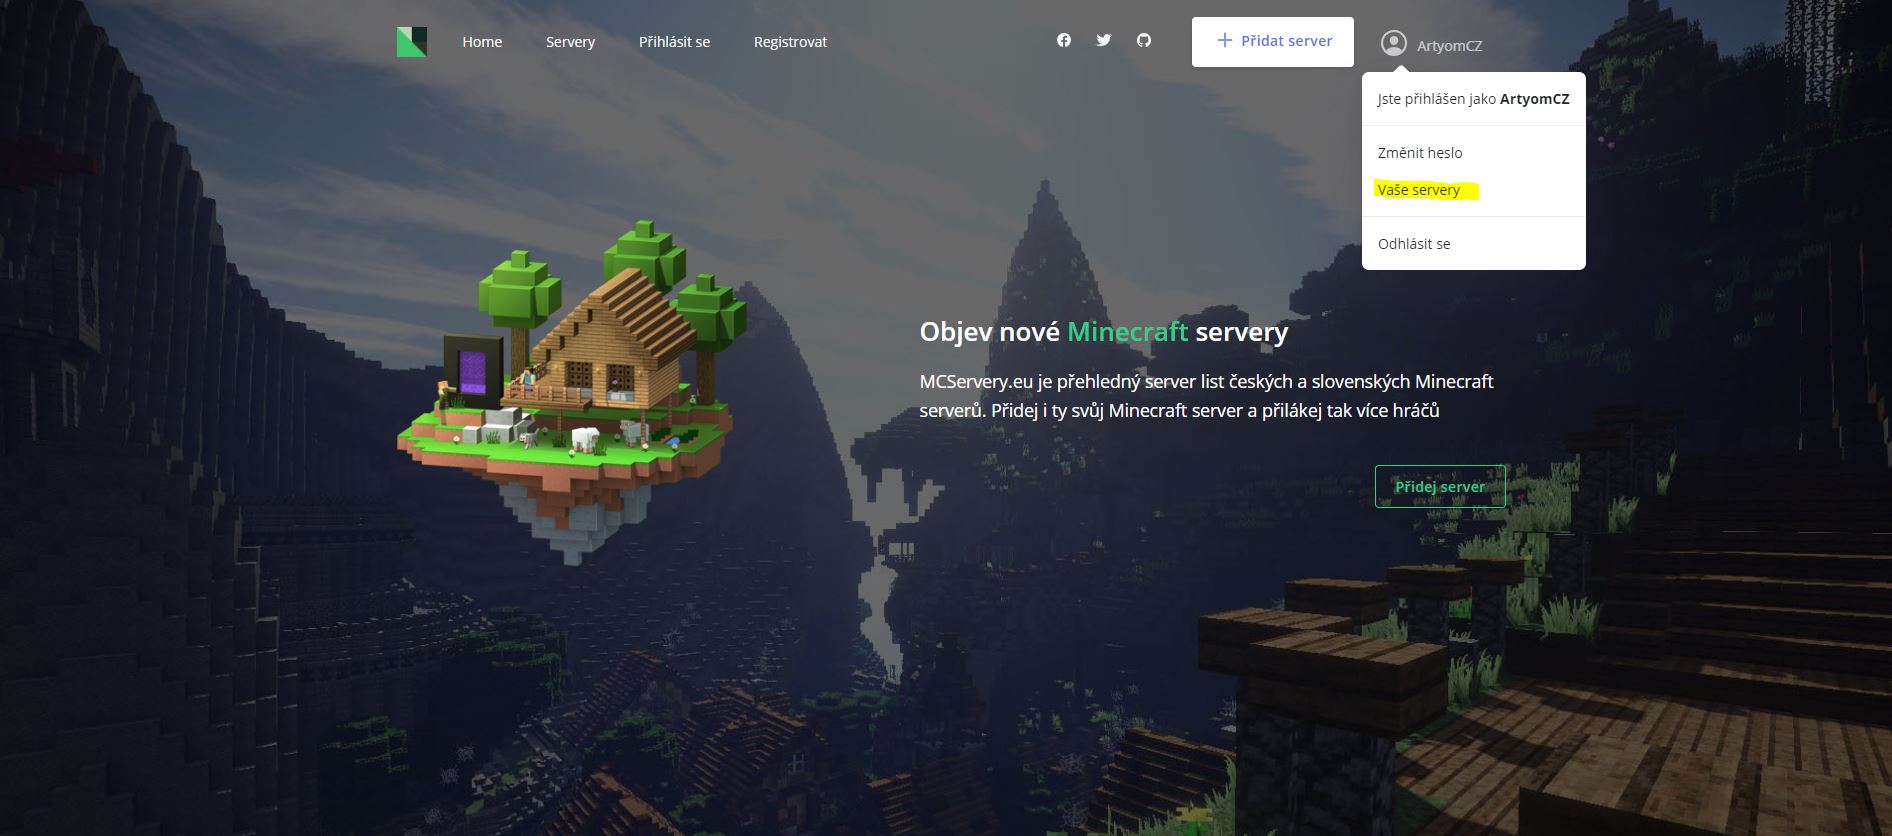 Home
Servery
Přihlásit se
Registrovat
Přidat server
ArtyomCZ
Jste přihlášen jako ArtyomCZ
Změnit heslo
Vaše servery
Odhlásit se
Objev nové Minecraft servery
MCServery.eu je přehledný server list českých a slovenských Minecraft
serverů. Přidej i ty svůj Minecraft server a přilákej tak více hráčů
Přidej server